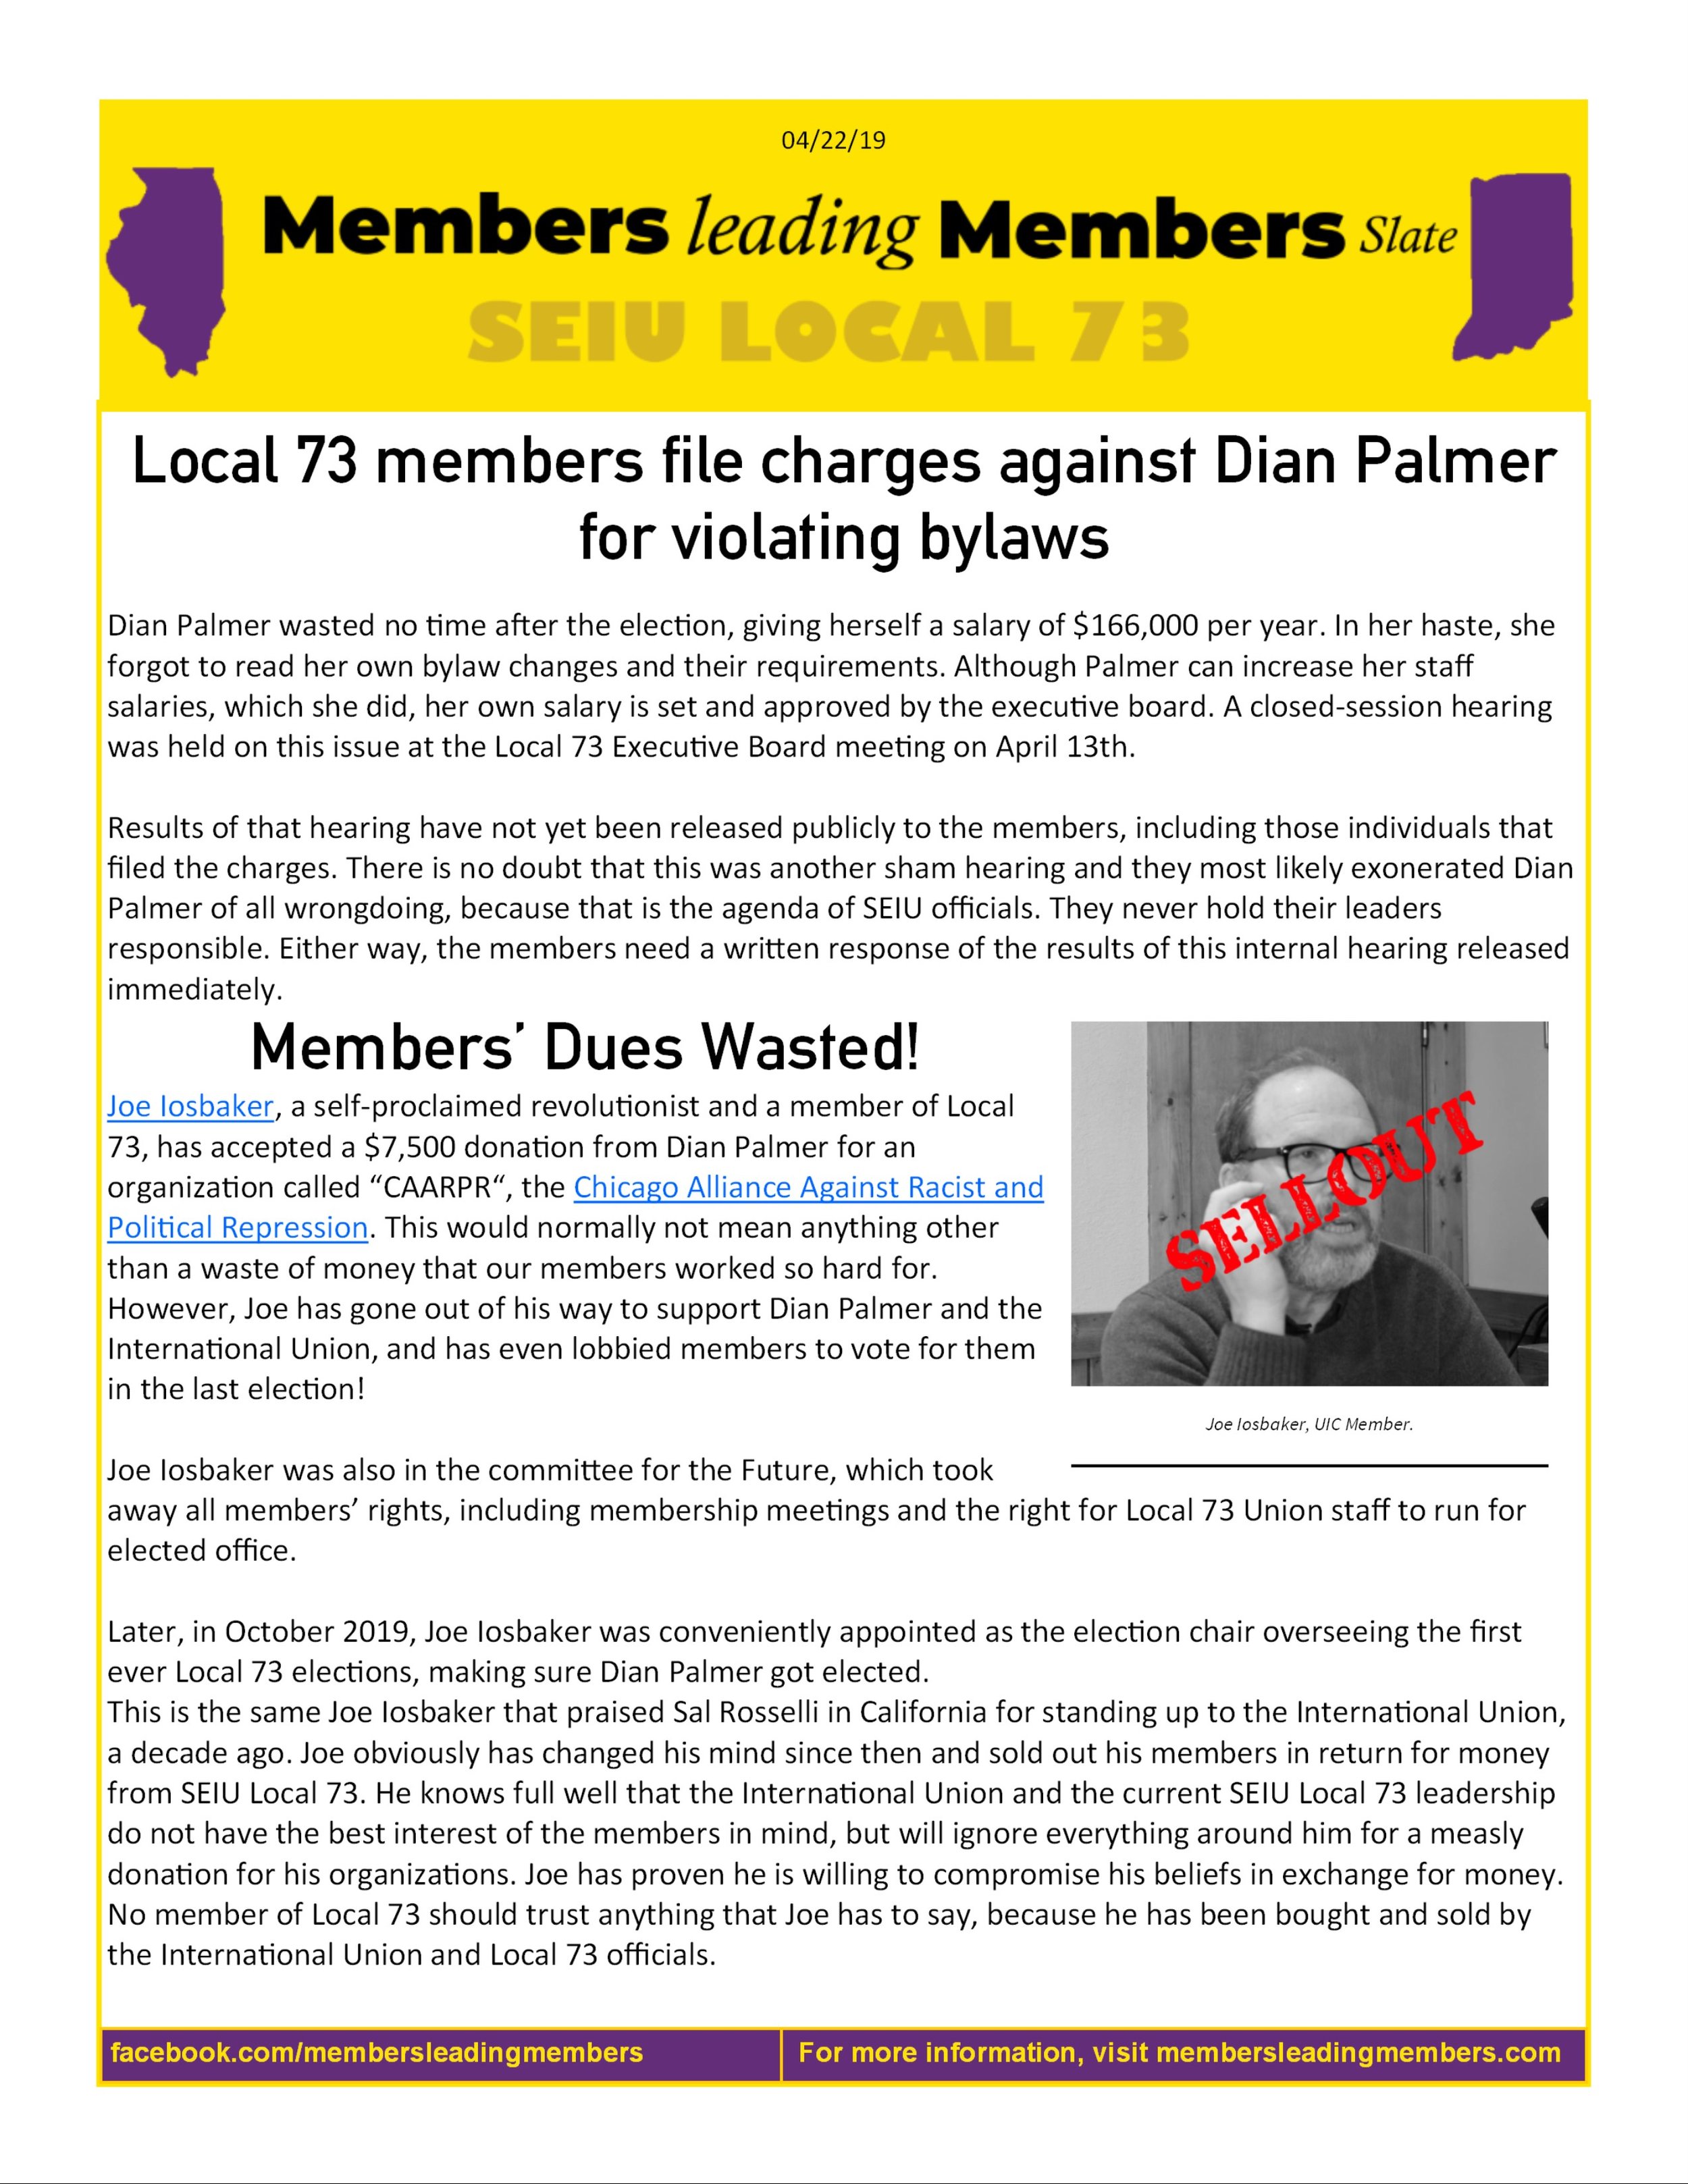 04/22/19
Members leading Members Slate
SEIU LOCAL 73
Local 73 members file charges against Dian Palmer
for violating bylaws
Dian Palmer wasted no time after the election, giving herself a salary of $166,000 per year. In her haste, she
forgot to read her own bylaw changes and their requirements. Although Palmer can increase her staff
salaries, which she did, her own salary is set and approved by the executive board. A closed-session hearing
was held on this issue at the Local 73 Executive Board meeting on April 13th.
Results of that hearing have not yet been released publicly to the members, including those individuals that
filed the charges. There is no doubt that this was another sham hearing and they most likely exonerated Dian
Palmer of all wrongdoing, because that is the agenda of SEIU officials. They never hold their leaders
responsible. Either way, the members need a written response of the results of this internal hearing released
immediately.
Members’ Dues Wasted!
Joe Iosbaker, a self-proclaimed revolutionist and a member of Local
73, has accepted a $7,500 donation from Dian Palmer for an
organization called “CAARPR“, the Chicago Alliance Against Racist and
Political Repression. This would normally not mean anything other
than a waste of money that our members worked so hard for.
However, Joe has gone out of his way to support Dian Palmer and the
International Union, and has even lobbied members to vote for them
in the last election!
SELLOUT
Joe Iosbaker, UIC Member.
Joe Iosbaker was also in the committee for the Future, which took
away all members’ rights, including membership meetings and the right for Local 73 Union staff to run for
elected office.
Later, in October 2019, Joe Iosbaker was conveniently appointed as the election chair overseeing the first
ever Local 73 elections, making sure Dian Palmer got elected.
This is the same Joe Iosbaker that praised Sal Rosselli in California for standing up to the International Union,
a decade ago. Joe obviously has changed his mind since then and sold out his members in return for money
from SEIU Local 73. He knows full well that the International Union and the current SEIU Local 73 leadership
do not have the best interest of the members in mind, but will ignore everything around him for a measly
donation for his organizations. Joe has proven he is willing to compromise his beliefs in exchange for money.
No member of Local 73 should trust anything that Joe has to say, because he has been bought and sold by
the International Union and Local 73 officials.
facebook.com/membersleadingmembers
For more information, visit membersleadingmembers.com